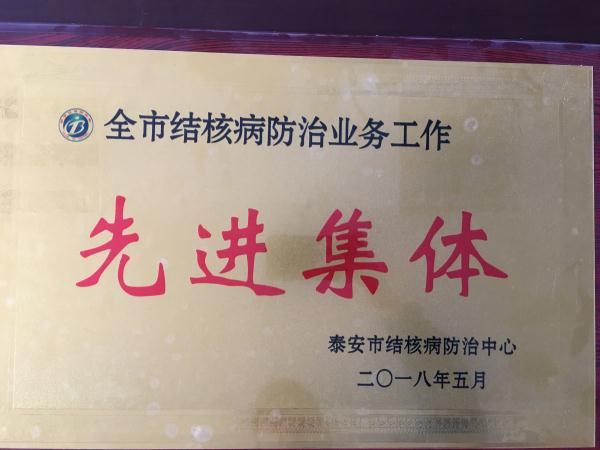 全市结核病防治业务工作
先进集体
泰安市结核病防治中心
二〇一八年五月